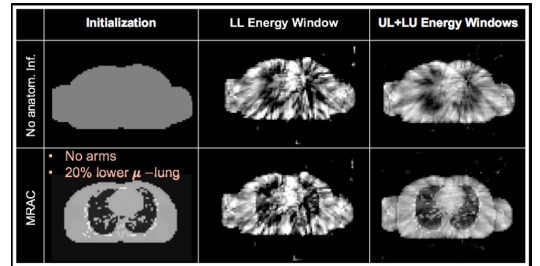 Initialization
LL Energy Window
UL+LU Energy Windows
No anatom. Inf.
MRAC
• No arms
• 20% lower μ –lung